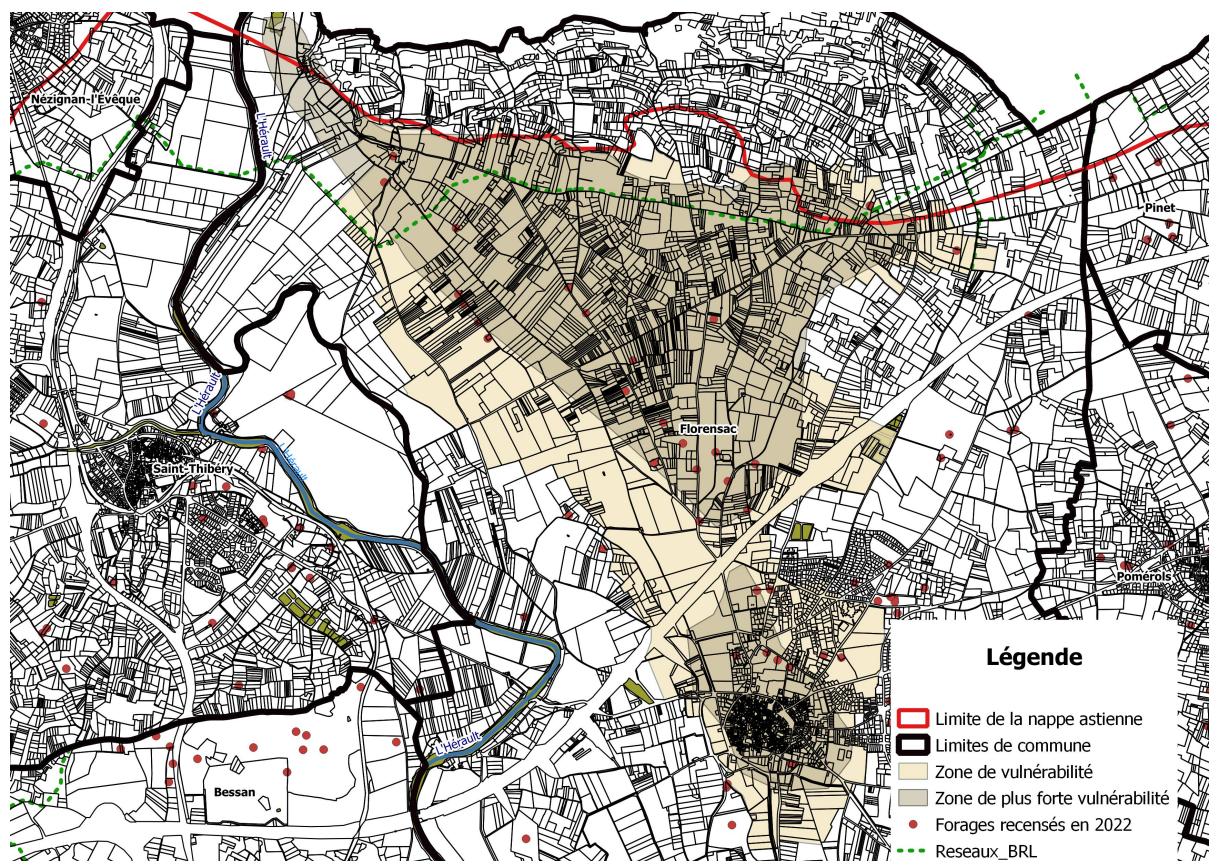 Nézignan-l'Évêque
L'Hérault
Pinet
L'Hérault
Florensac
L'Hérault
Saint-Thibéry
Pomérols
L'Hérault
Bessan
Légende
Limite de la nappe astienne
Limites de commune
Zone de vulnérabilité
Zone de plus forte vulnérabilité
Forages recensés en 2022
Reseaux_BRL